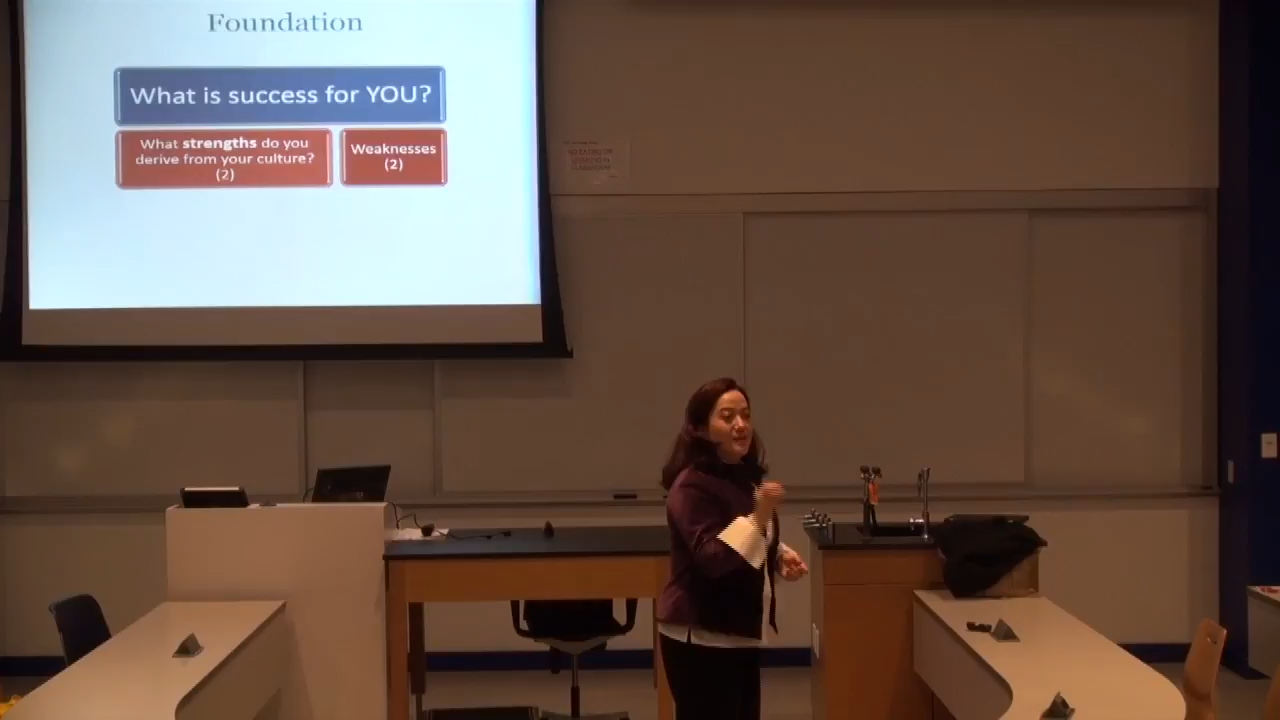 Foundation
What is success for YOU?
What strengths do you
derive from your culture?
(2)
Weaknesses
(2)